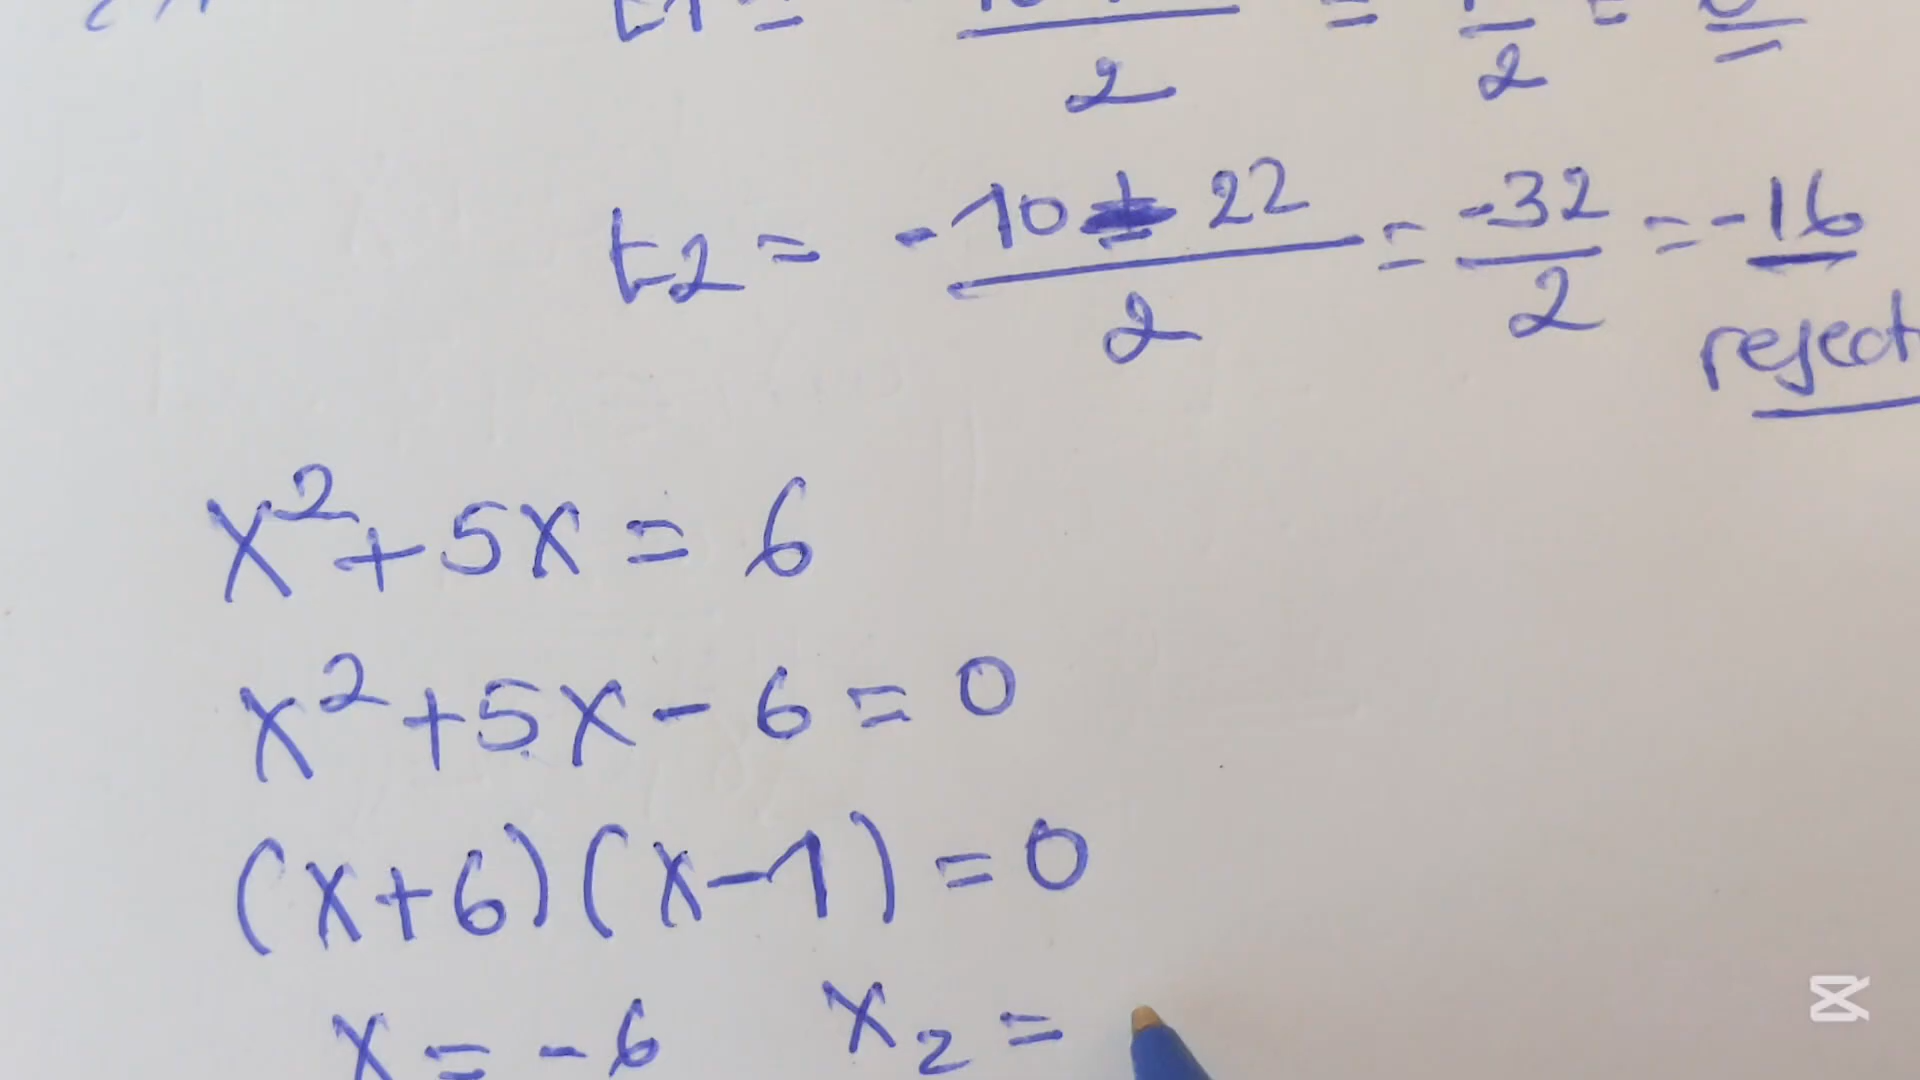 t2 = -10 - 22 / 2 = -32 / 2 = -16
reject
x² + 5x = 6
x² + 5x - 6 = 0
(x+6)(x-1) = 0
x = -6 x₂ =